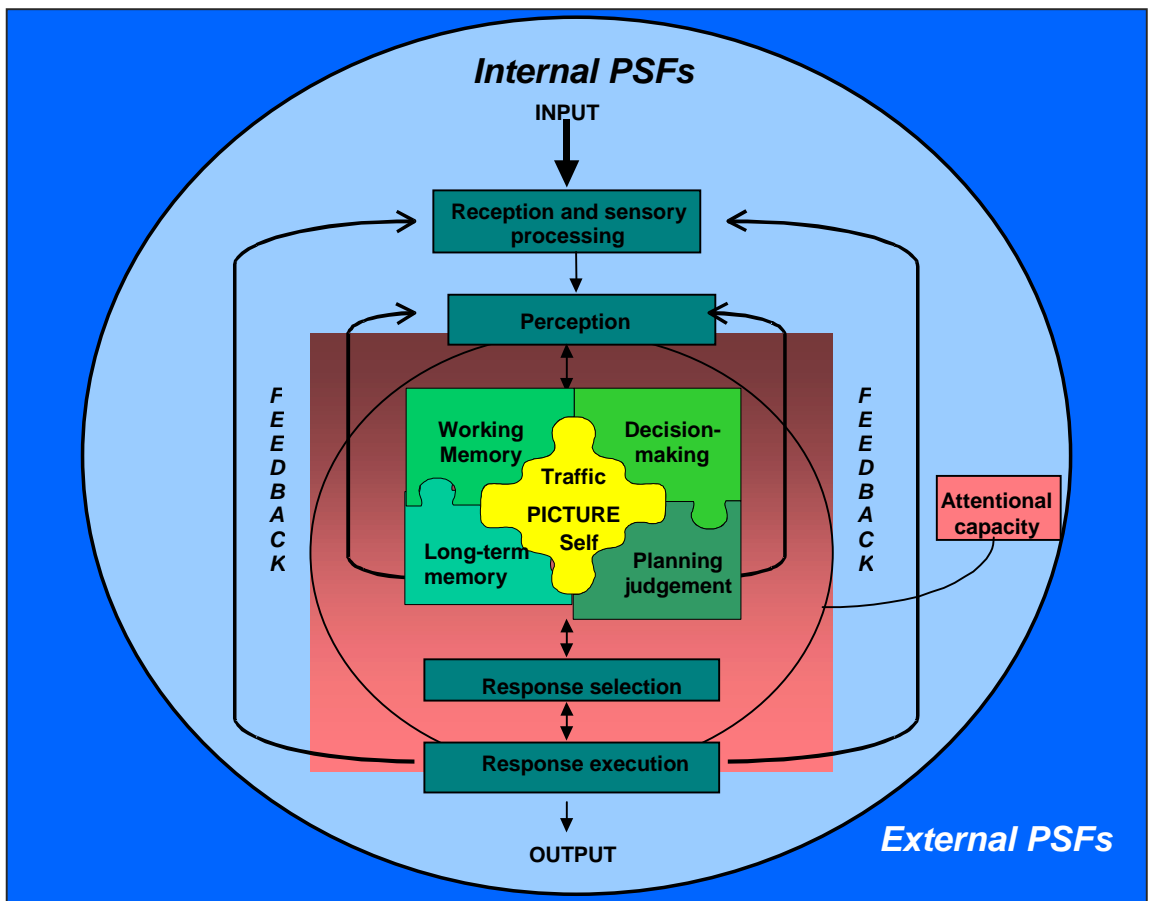 Internal PSFs
INPUT
Reception and sensory
processing
Perception
F
E
E
D
B
A
C
K
Working
Memory
Decision-
making
Traffic
PICTURE
Self
Long-term
memory
Planning
judgement
F
E
E
D
B
A
C
K
Attentional
capacity
Response selection
Response execution
OUTPUT
External PSFs